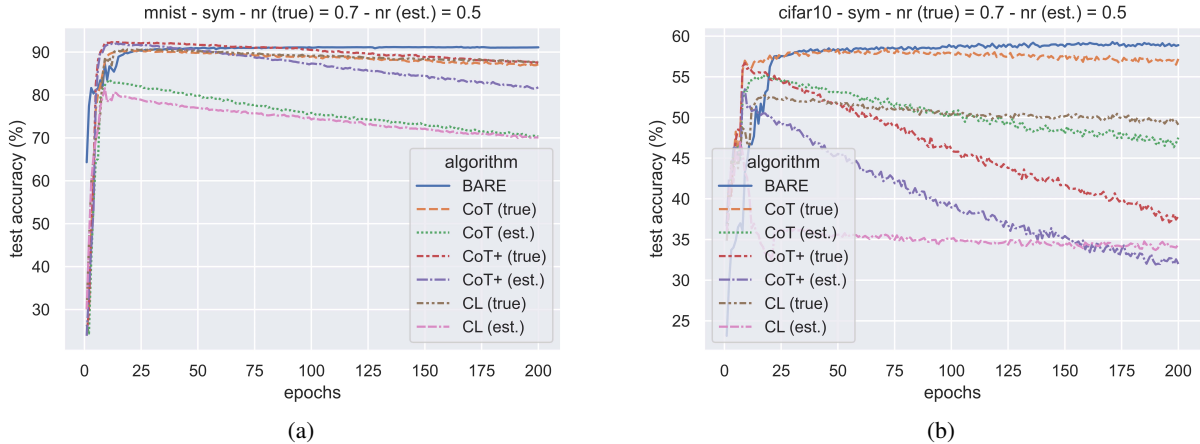 mnist - sym - nr (true) = 0.7 - nr (est.) = 0.5
90
80
70
60
50
40
30
test accuracy (%)
0 25 50 75 100 125 150 175 200
epochs
algorithm
BARE
CoT (true)
CoT (est.)
CoT+ (true)
CoT+ (est.)
CL (true)
CL (est.)
(a)
cifar10 - sym - nr (true) = 0.7 - nr (est.) = 0.5
60
55
50
45
40
35
30
25
test accuracy (%)
0 25 50 75 100 125 150 175 200
epochs
algorithm
BARE
CoT (true)
CoT (est.)
CoT+ (true)
CoT+ (est.)
CL (true)
CL (est.)
(b)